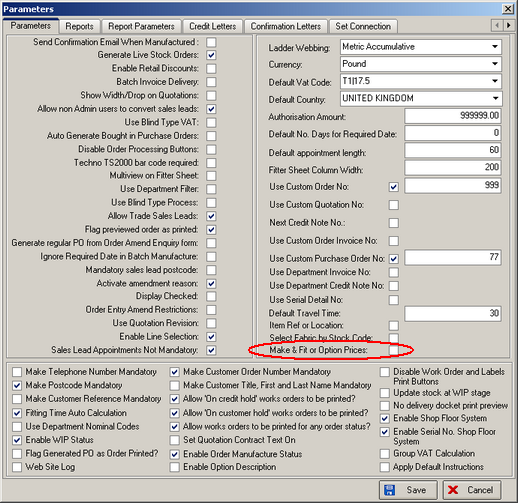 Parameters
Parameters Reports Report Parameters Credit Letters Confirmation Letters Set Connection
Send Confirmation Email When Manufactured :
Generate Live Stock Orders:
Enable Retail Discounts:
Batch Invoice Delivery:
Show Width/Drop on Quotations:
Allow non Admin users to convert sales leads:
Use Blind Type VAT:
Auto Generate Bought in Purchase Orders:
Disable Order Processing Buttons:
Techno TS2000 bar code required:
Multiview on Fitter Sheet:
Use Department Filter:
Use Blind Type Process:
Allow Trade Sales Leads:
Flag previewed order as printed:
Generate regular PO from Order Amend Enquiry form:
Ignore Required Date in Batch Manufacture:
Mandatory sales lead postcode:
Activate amendment reason:
Display Checked:
Order Entry Amend Restrictions:
Use Quotation Revision:
Enable Line Selection:
Sales Lead Appointments Not Mandatory:
Ladder Webbing: Metric Accumulative
Currency: Pound
Default Vat Code: T1|17.5
Default Country: UNITED KINGDOM
Authorisation Amount: 999999.00
Default No. Days for Required Date: 0
Default appointment length: 60
Fitter Sheet Column Width: 200
Use Custom Order No: 999
Use Custom Quotation No:
Next Credit Note No.:
Use Custom Order Invoice No:
Use Custom Purchase Order No: 77
Use Department Invoice No:
Use Department Credit Note No:
Use Serial Detail No:
Default Travel Time: 30
Item Ref or Location:
Select Fabric by Stock Code:
Make & Fit or Option Prices:
Make Telephone Number Mandatory
Make Postcode Mandatory
Make Customer Reference Mandatory
Fitting Time Auto Calculation
Use Department Nominal Codes
Enable WIP Status
Flag Generated PO as Order Printed?
Web Site Log
Make Customer Order Number Mandatory
Make Customer Title, First and Last Name Mandatory
Allow 'On credit hold' works orders to be printed?
Allow 'On customer hold' works orders to be printed?
Allow works orders to be printed for any order status?
Set Quotation Contract Text On
Enable Order Manufacture Status
Enable Option Description
Disable Work Order and Labels
Print Buttons
Update stock at WIP stage
No delivery docket print preview
Enable Shop Floor System
Enable Serial No. Shop Floor
System
Group VAT Calculation
Apply Default Instructions
Save Cancel